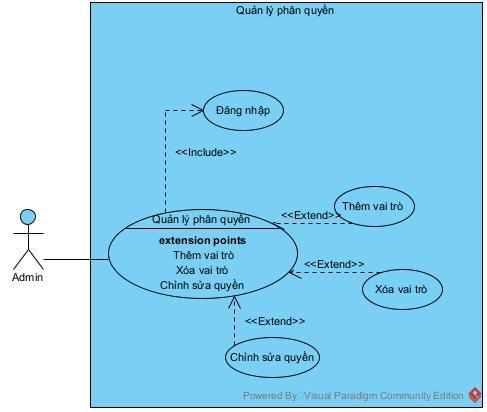 Quản lý phân quyền
Đăng nhập
<<Include>>
Thêm vai trò
<<Extend>>
Quản lý phân quyền
extension points
Thêm vai trò
Xóa vai trò
Chỉnh sửa quyền
<<Extend>>
Xóa vai trò
Admin
<<Extend>>
Chỉnh sửa quyền
Powered By: Visual Paradigm Community Edition